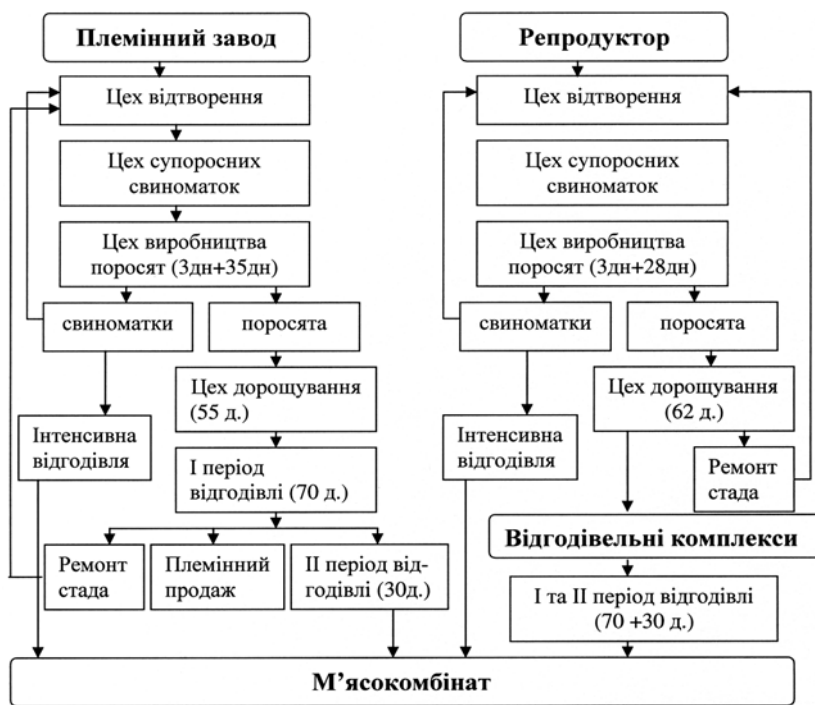 Племінний завод
Цех відтворення
Цех супоросних
свиноматок
Цех виробництва
поросят (3дн+35дн)
свиноматки
поросята
Цех дорощування
(55 д.)
Інтенсивна
відгодівля
І період
відгодівлі (70 д.)
Ремонт
стада
Племінний
продаж
ІІ період від-
годівлі (30д.)
Репродуктор
Цех відтворення
Цех супоросних
свиноматок
Цех виробництва
поросят (3дн+28дн)
свиноматки
поросята
Цех дорощування
(62 д.)
Інтенсивна
відгодівля
Ремонт
стада
Відгодівельні комплекси
І та ІІ період відгодівлі
(70 +30 д.)
М'ясокомбінат